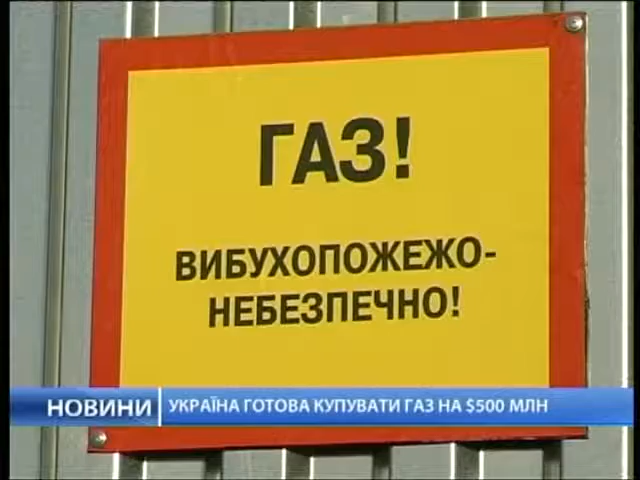 ГАЗ!
ВИБУХОПОЖЕЖО-
НЕБЕЗПЕЧНО!
НОВИНИ
УКРАЇНА ГОТОВА КУПУВАТИ ГАЗ НА $500 МЛН